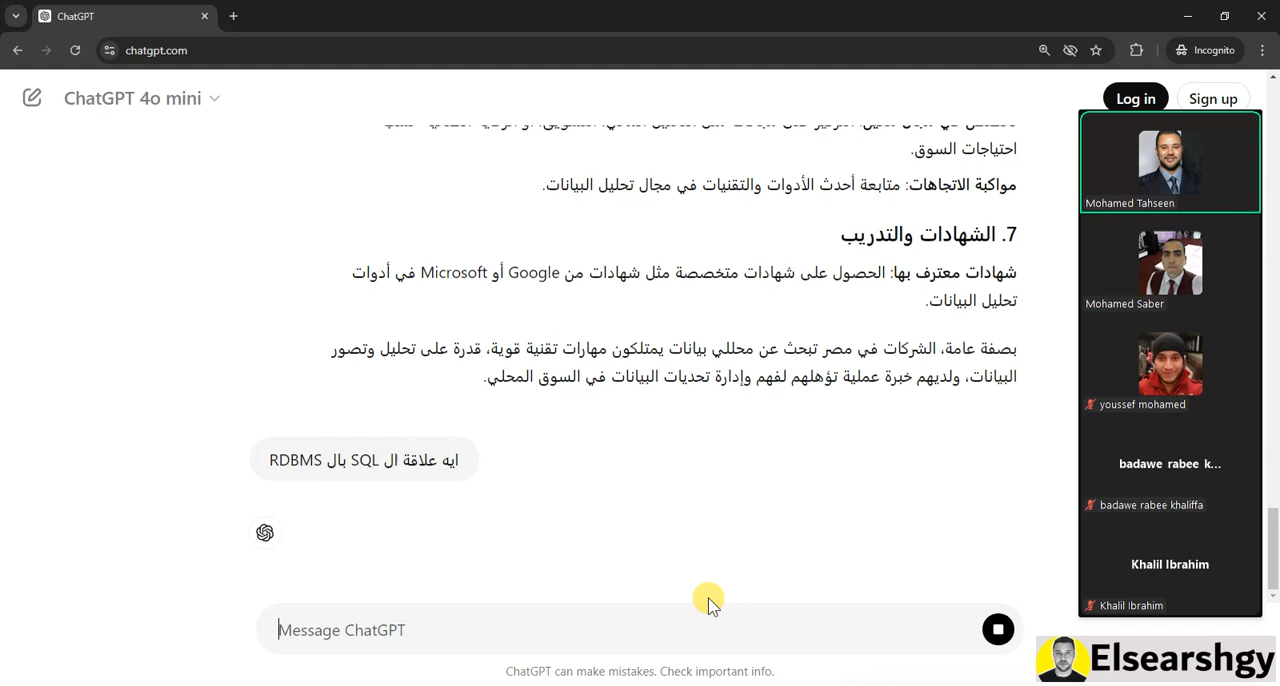 ChatGPT
chatgpt.com
Incognito
ChatGPT 4o mini
Log in
Sign up
احتياجات السوق.
مواكبة الاتجاهات: متابعة أحدث الأدوات والتقنيات في مجال تحليل البيانات.
7. الشهادات والتدريب
شهادات معترف بها: الحصول على شهادات متخصصة مثل شهادات من Google أو Microsoft في أدوات
تحليل البيانات.
بصفة عامة، الشركات في مصر تبحث عن محللي بيانات يمتلكون مهارات تقنية قوية، قدرة على تحليل وتصور
البيانات، ولديهم خبرة عملية تؤهلهم لفهم وإدارة تحديات البيانات في السوق المحلي.
ايه علاقة ال SQL بال RDBMS
Message ChatGPT
ChatGPT can make mistakes. Check important info.
Mohamed Tahseen
Mohamed Saber
youssef mohamed
badawe rabee k...
badawe rabee khaliffa
Khalil Ibrahim
Khalil Ibrahim
Elsearshgy